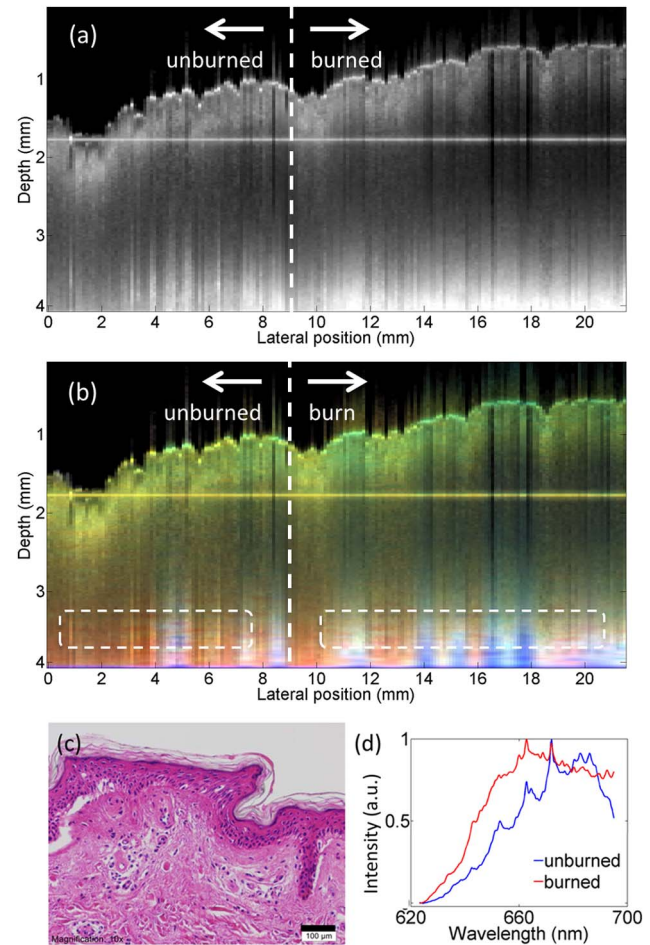 (a)
unburned
burned
Depth (mm)
1
2
3
4
0
2
4
6
8
10
12
14
16
18
20
Lateral position (mm)
(b)
unburned
burn
Depth (mm)
1
2
3
4
0
2
4
6
8
10
12
14
16
18
20
Lateral position (mm)
(c)
Magnification: 10x
100 µm
(d)
Intensity (a.u.)
1
0.5
0
unburned
burned
620
660
700
Wavelength (nm)